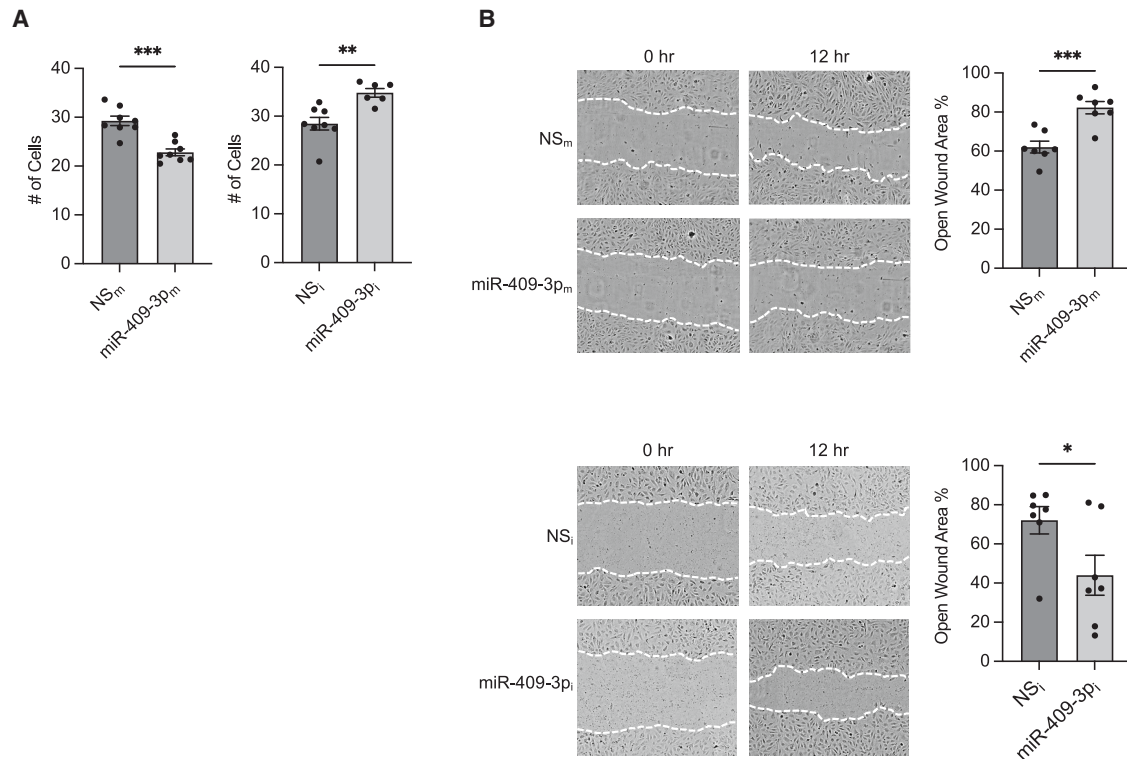 A
***
# of Cells
40
30
20
10
0
NSm
miR-409-3pm
**
# of Cells
40
30
20
10
0
NSi
miR-409-3pi
B
0 hr
12 hr
NSm
miR-409-3pm
***
Open Wound Area %
100
80
60
40
20
0
NSm
miR-409-3pm
0 hr
12 hr
NSi
miR-409-3pi
*
Open Wound Area %
100
80
60
40
20
0
NSi
miR-409-3pi